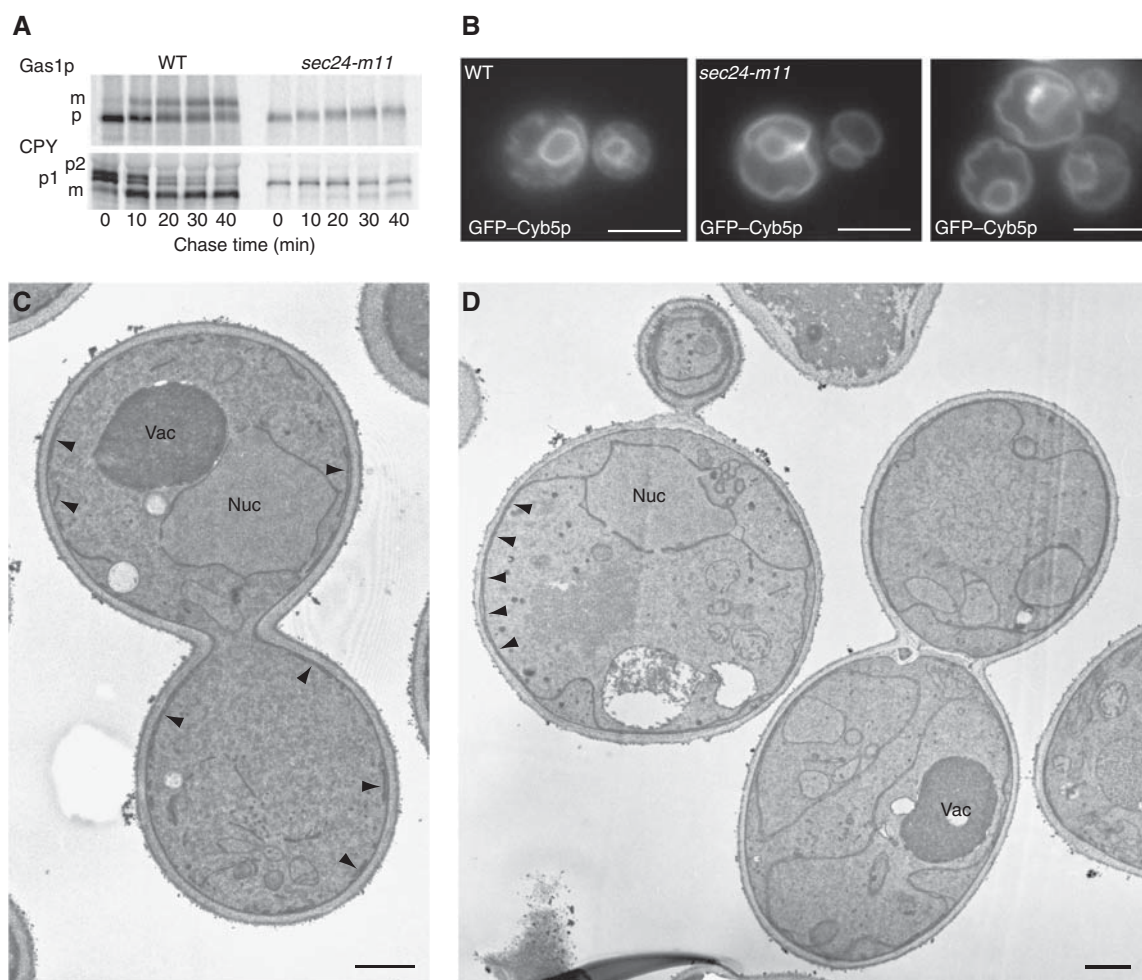 A
WT
sec24-m11
Gas1p
m
p
CPY
p2
p1
m
0 10 20 30 40 0 10 20 30 40
Chase time (min)
B
WT
GFP–Cyb5p
sec24-m11
GFP–Cyb5p
GFP–Cyb5p
C
Vac
Nuc
D
Nuc
Vac